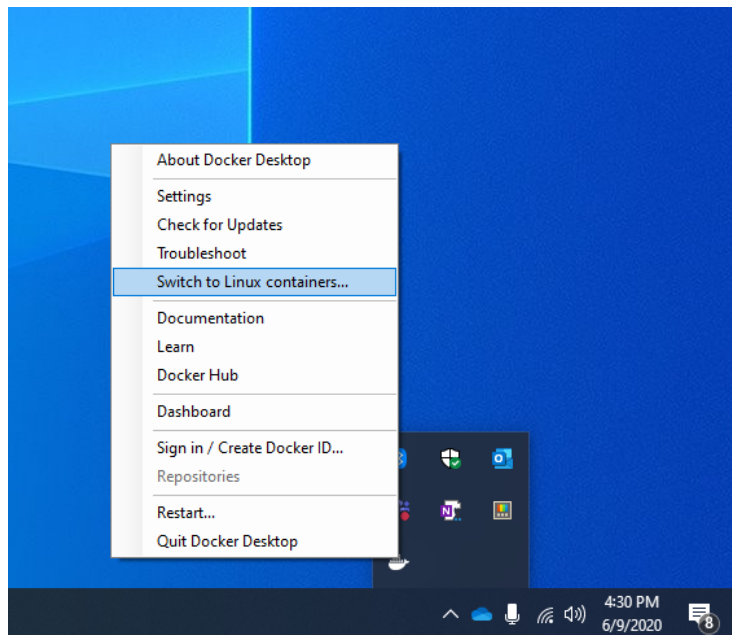 About Docker Desktop
Settings
Check for Updates
Troubleshoot
Switch to Linux containers...
Documentation
Learn
Docker Hub
Dashboard
Sign in / Create Docker ID...
Repositories
Restart...
Quit Docker Desktop
N
4:30 PM
6/9/2020
8